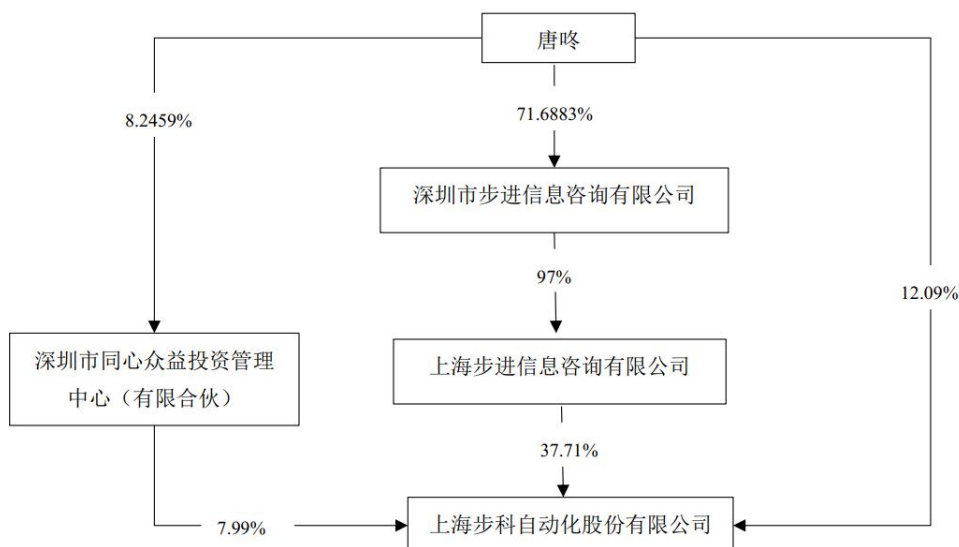 唐咚
8.2459%
71.6883%
深圳市步进信息咨询有限公司
97%
12.09%
深圳市同心众益投资管理
中心（有限合伙）
上海步进信息咨询有限公司
37.71%
7.99%
上海步科自动化股份有限公司